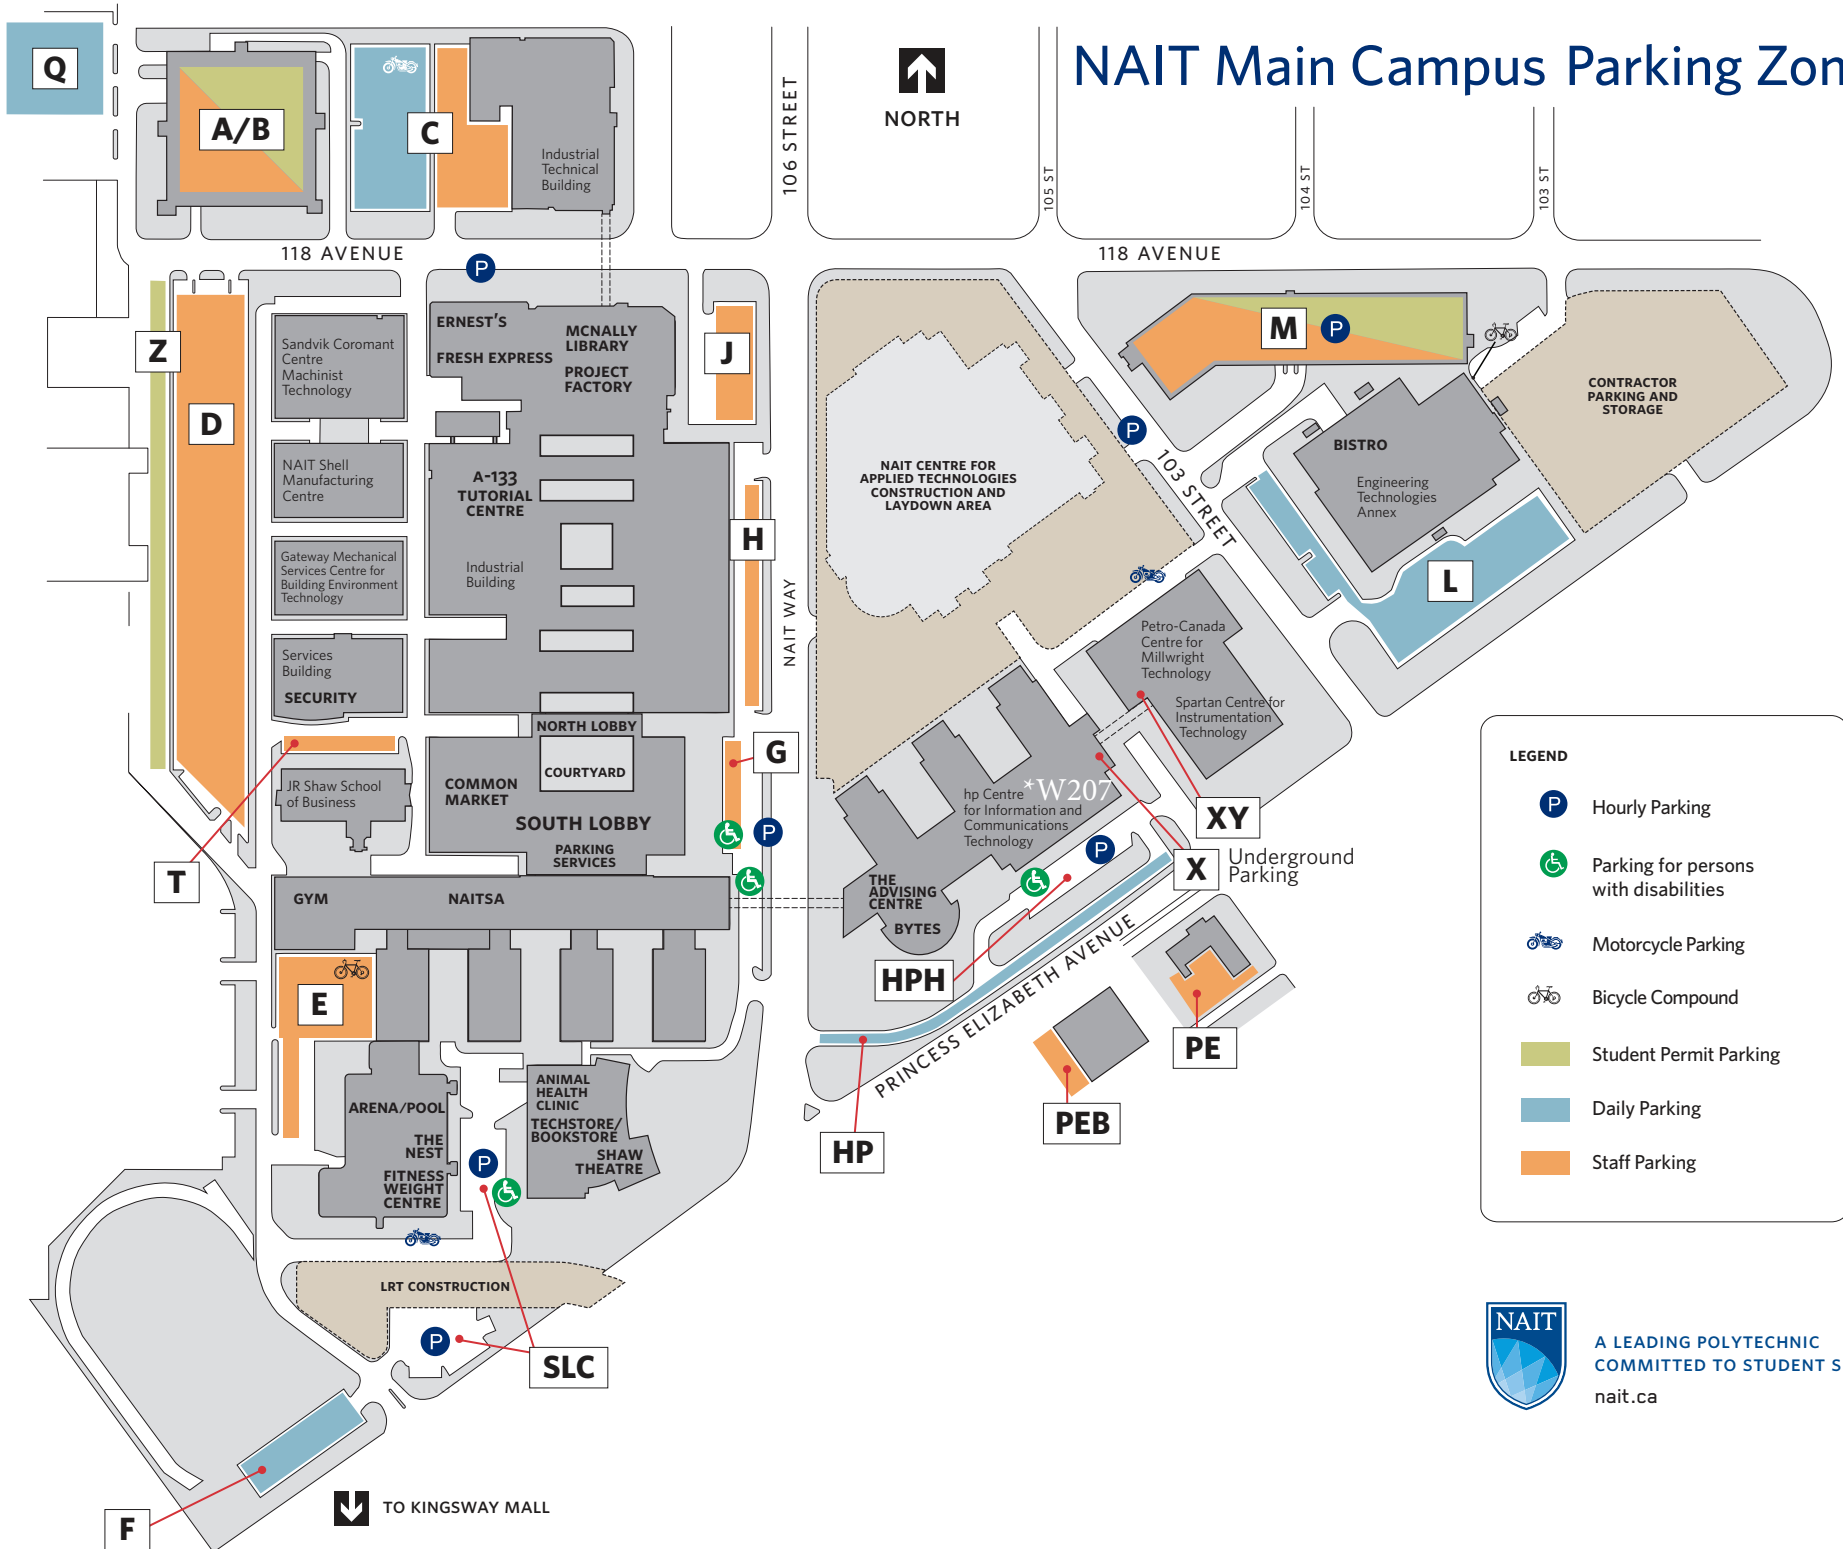 NAIT Main Campus Parking Zon
Q
A/B
C
Industrial
Technical
Building
106 STREET
NORTH
105 ST
104 ST
103 ST
118 AVENUE
P
118 AVENUE
Z
D
Sandvik Coromant
Centre
Machinist
Technology
ERNEST'S
FRESH EXPRESS
MCNALLY
LIBRARY
PROJECT
FACTORY
J
M
P
CONTRACTOR
PARKING AND
STORAGE
P
103 STREET
BISTRO
Engineering
Technologies
Annex
NAIT Shell
Manufacturing
Centre
A-133
TUTORIAL
CENTRE
NAIT CENTRE FOR
APPLIED TECHNOLOGIES
CONSTRUCTION AND
LAYDOWN AREA
H
Gateway Mechanical
Services Centre for
Building Environment
Technology
Industrial
Building
NAIT WAY
L
Services
Building
SECURITY
Petro-Canada
Centre for
Millwright
Technology
Spartan Centre for
Instrumentation
Technology
NORTH LOBBY
COURTYARD
COMMON
MARKET
SOUTH LOBBY
PARKING
SERVICES
G
P
JR Shaw School
of Business
T
*W207
hp Centre
for Information and
Communications
Technology
XY
X
Underground
Parking
P
GYM
NAITSA
THE
ADVISING
CENTRE
BYTES
HPH
PRINCESS ELIZABETH AVENUE
E
PE
PEB
HP
ARENA/POOL
THE
NEST
FITNESS
WEIGHT
CENTRE
ANIMAL
HEALTH
CLINIC
TECHSTORE/
BOOKSTORE
SHAW
THEATRE
P
LRT CONSTRUCTION
P
SLC
F
TO KINGSWAY MALL
LEGEND
P
Hourly Parking
Parking for persons
with disabilities
Motorcycle Parking
Bicycle Compound
Student Permit Parking
Daily Parking
Staff Parking
NAIT
A LEADING POLYTECHNIC
COMMITTED TO STUDENT S
nait.ca